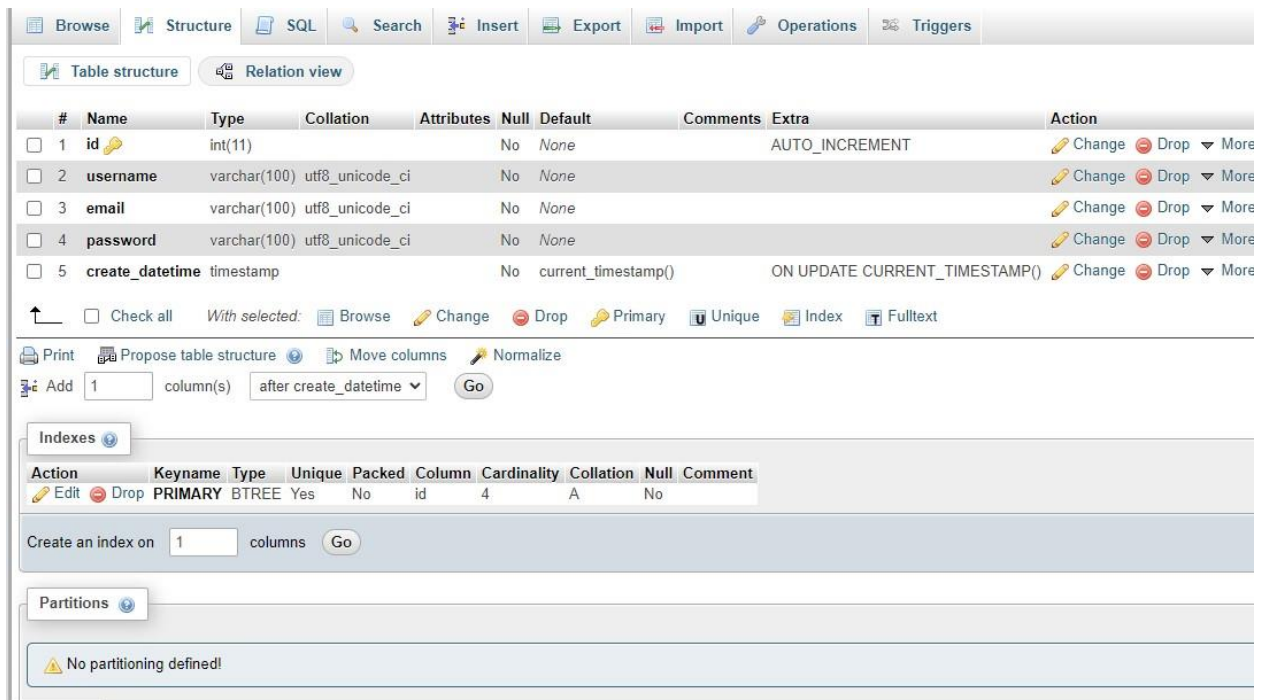 Browse Structure SQL Search Insert Export Import Operations Triggers
Table structure Relation view
# Name Type Collation Attributes Null Default Comments Extra Action
1 id int(11) No None AUTO_INCREMENT Change Drop More
2 username varchar(100) utf8_unicode_ci No None Change Drop More
3 email varchar(100) utf8_unicode_ci No None Change Drop More
4 password varchar(100) utf8_unicode_ci No None Change Drop More
5 create_datetime timestamp No current_timestamp() ON UPDATE CURRENT_TIMESTAMP() Change Drop More
Check all With selected: Browse Change Drop Primary Unique Index Fulltext
Print Propose table structure Move columns Normalize
Add 1 column(s) after create_datetime Go
Indexes
Action Keyname Type Unique Packed Column Cardinality Collation Null Comment
Edit Drop PRIMARY BTREE Yes No id 4 A No
Create an index on 1 columns Go
Partitions
No partitioning defined!